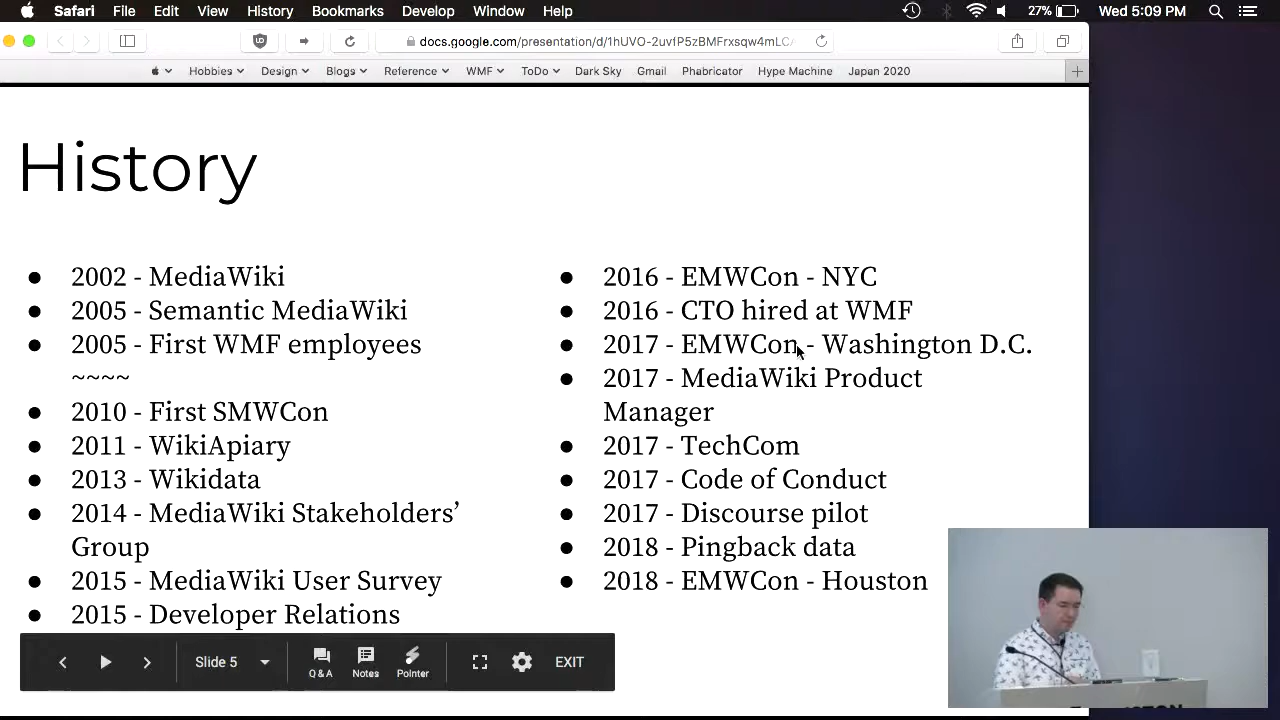 Safari File Edit View History Bookmarks Develop Window Help 27% Wed 5:09 PM
docs.google.com/presentation/d/1hUVO-2uvfP5zBMFrxsqw4mLC
Hobbies Design Blogs Reference WMF ToDo Dark Sky Gmail Phabricator Hype Machine Japan 2020
History
● 2002 - MediaWiki
● 2005 - Semantic MediaWiki
● 2005 - First WMF employees
~~~~
● 2010 - First SMWCon
● 2011 - WikiApiary
● 2013 - Wikidata
● 2014 - MediaWiki Stakeholders’
Group
● 2015 - MediaWiki User Survey
● 2015 - Developer Relations
● 2016 - EMWCon - NYC
● 2016 - CTO hired at WMF
● 2017 - EMWCon - Washington D.C.
● 2017 - MediaWiki Product
Manager
● 2017 - TechCom
● 2017 - Code of Conduct
● 2017 - Discourse pilot
● 2018 - Pingback data
● 2018 - EMWCon - Houston
Slide 5 Q & A Notes Pointer EXIT